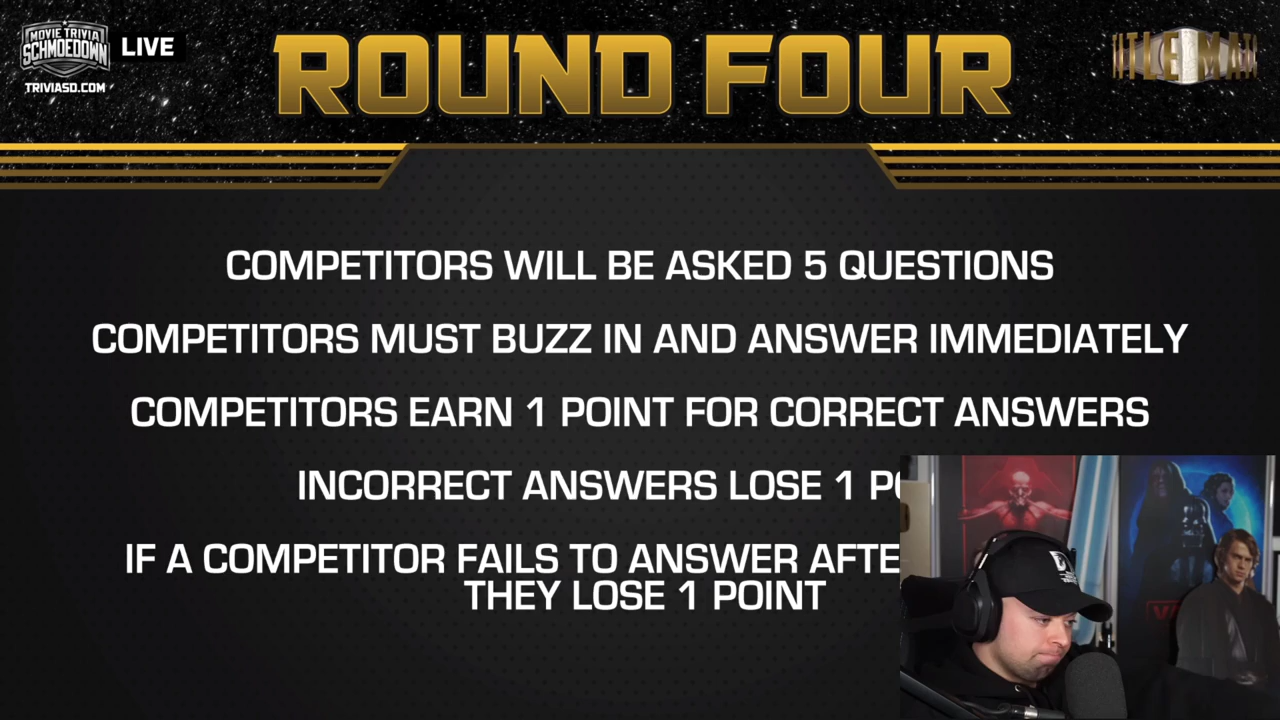 MOVIE TRIVIA
SCHMOEDOWN
LIVE
TRIVIASD.COM
ROUND FOUR
COMPETITORS WILL BE ASKED 5 QUESTIONS
COMPETITORS MUST BUZZ IN AND ANSWER IMMEDIATELY
COMPETITORS EARN 1 POINT FOR CORRECT ANSWERS
INCORRECT ANSWERS LOSE 1
IF A COMPETITOR FAILS TO ANSWER
THEY LOSE 1 POINT